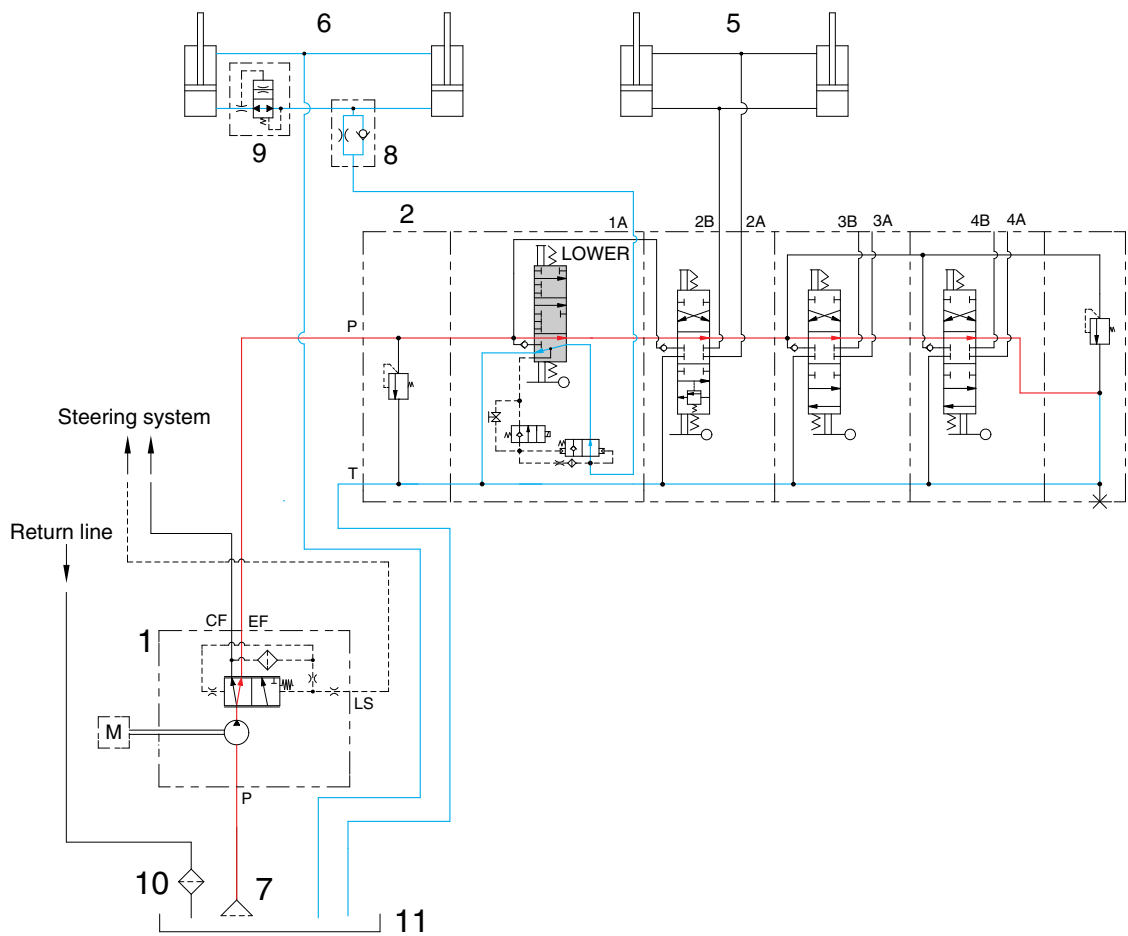 6
5
9
8
2
1A
2B
2A
3B
3A
4B
4A
LOWER
P
Steering system
T
Return line
CF
EF
1
LS
M
P
10
7
11